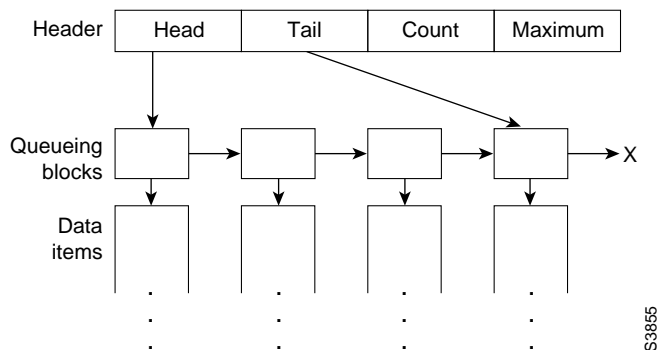 Header Head Tail Count Maximum
Queueing
blocks
X
Data
items
S3855